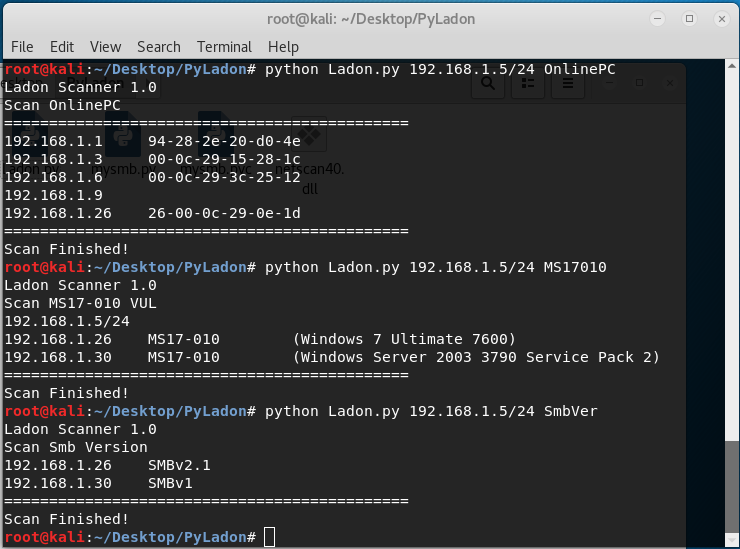 root@kali: ~/Desktop/PyLadon
File Edit View Search Terminal Help
root@kali:~/Desktop/PyLadon# python Ladon.py 192.168.1.5/24 OnlinePC
Ladon Scanner 1.0
Scan OnlinePC
=============================================
192.168.1.1 94-28-2e-20-d0-4e
192.168.1.3 00-0c-29-15-28-1c
192.168.1.6 00-0c-29-3c-25-12
192.168.1.9
192.168.1.26 26-00-0c-29-0e-1d
=============================================
Scan Finished!
root@kali:~/Desktop/PyLadon# python Ladon.py 192.168.1.5/24 MS17010
Ladon Scanner 1.0
Scan MS17-010 VUL
192.168.1.5/24
192.168.1.26 MS17-010 (Windows 7 Ultimate 7600)
192.168.1.30 MS17-010 (Windows Server 2003 3790 Service Pack 2)
=============================================
Scan Finished!
root@kali:~/Desktop/PyLadon# python Ladon.py 192.168.1.5/24 SmbVer
Ladon Scanner 1.0
Scan Smb Version
192.168.1.26 SMBv2.1
192.168.1.30 SMBv1
=============================================
Scan Finished!
root@kali:~/Desktop/PyLadon#
mysmb.py
mysmb.pyc
netscan40.
dll